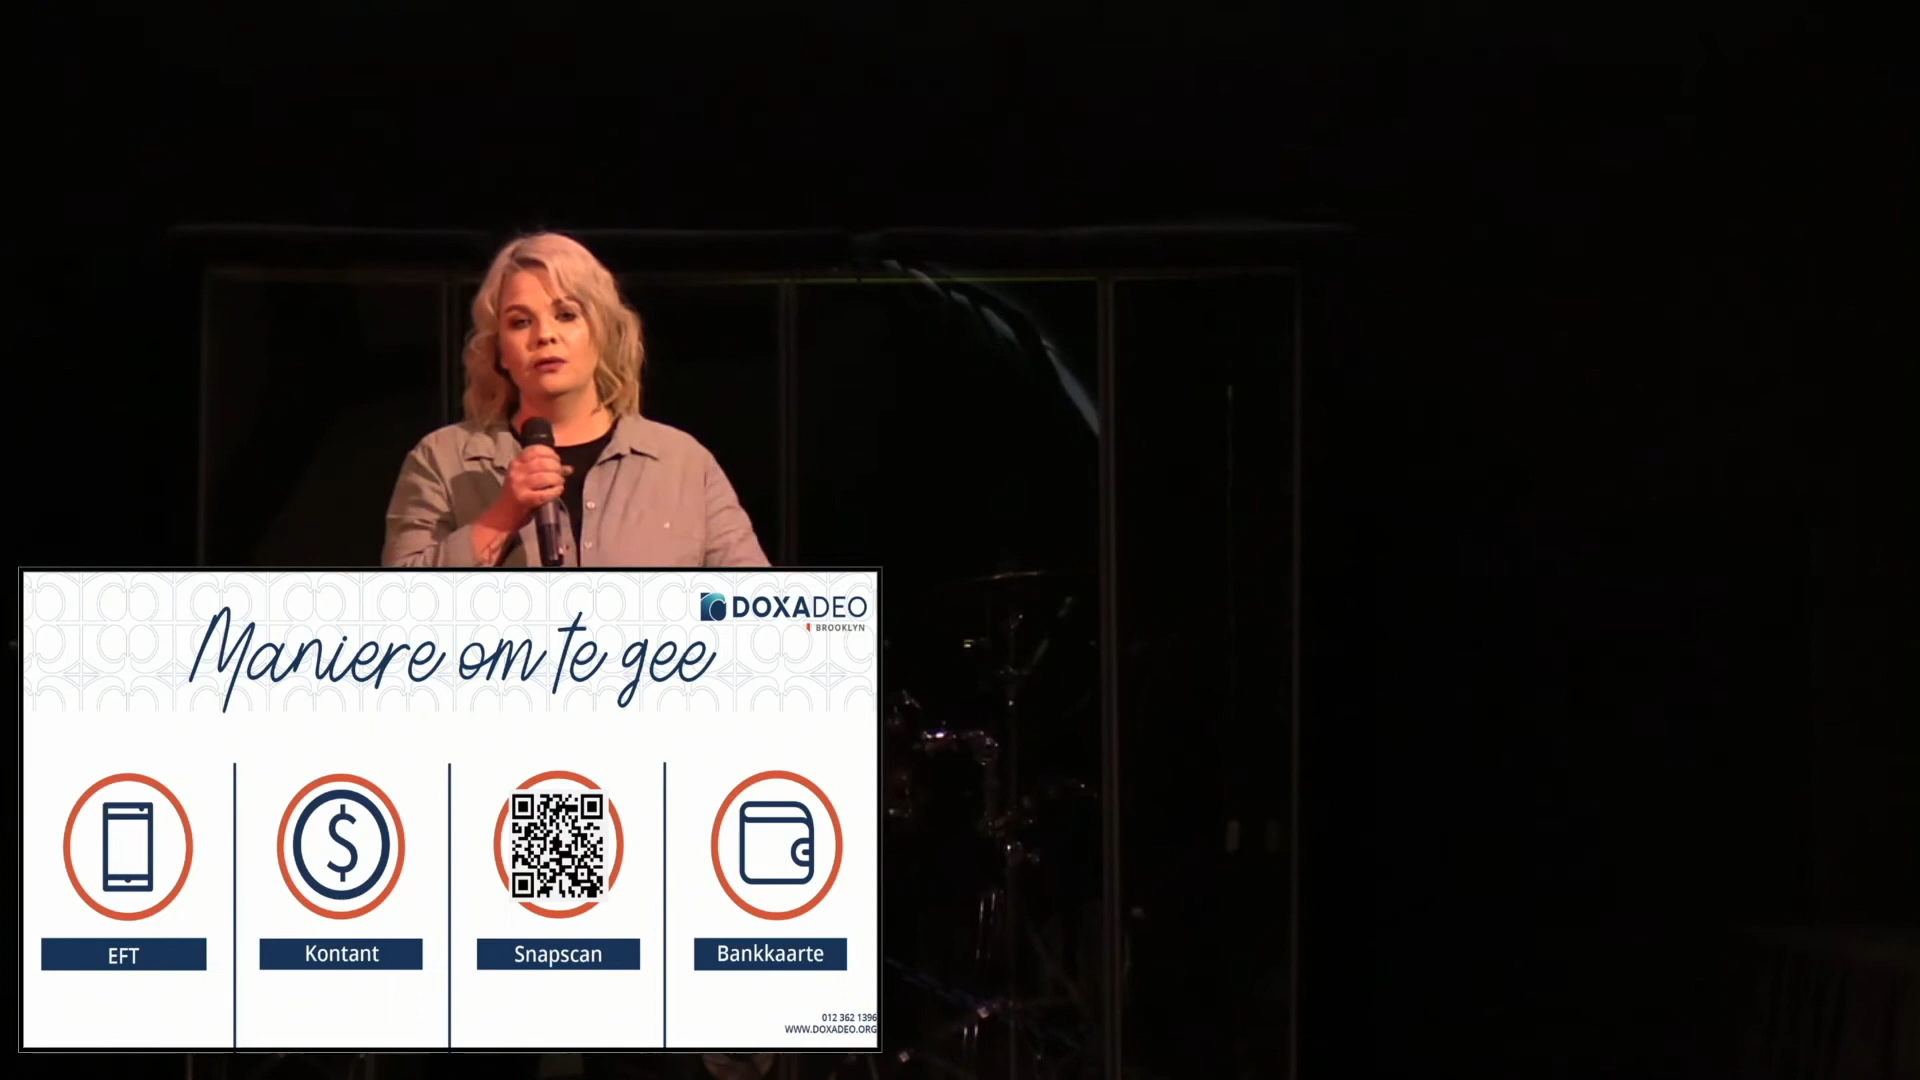 DOXADEO
BROOKLYN
Maniere om te gee
EFT
Kontant
Snapscan
Bankkaarte
012 362 1396
WWW.DOXADEO.ORG